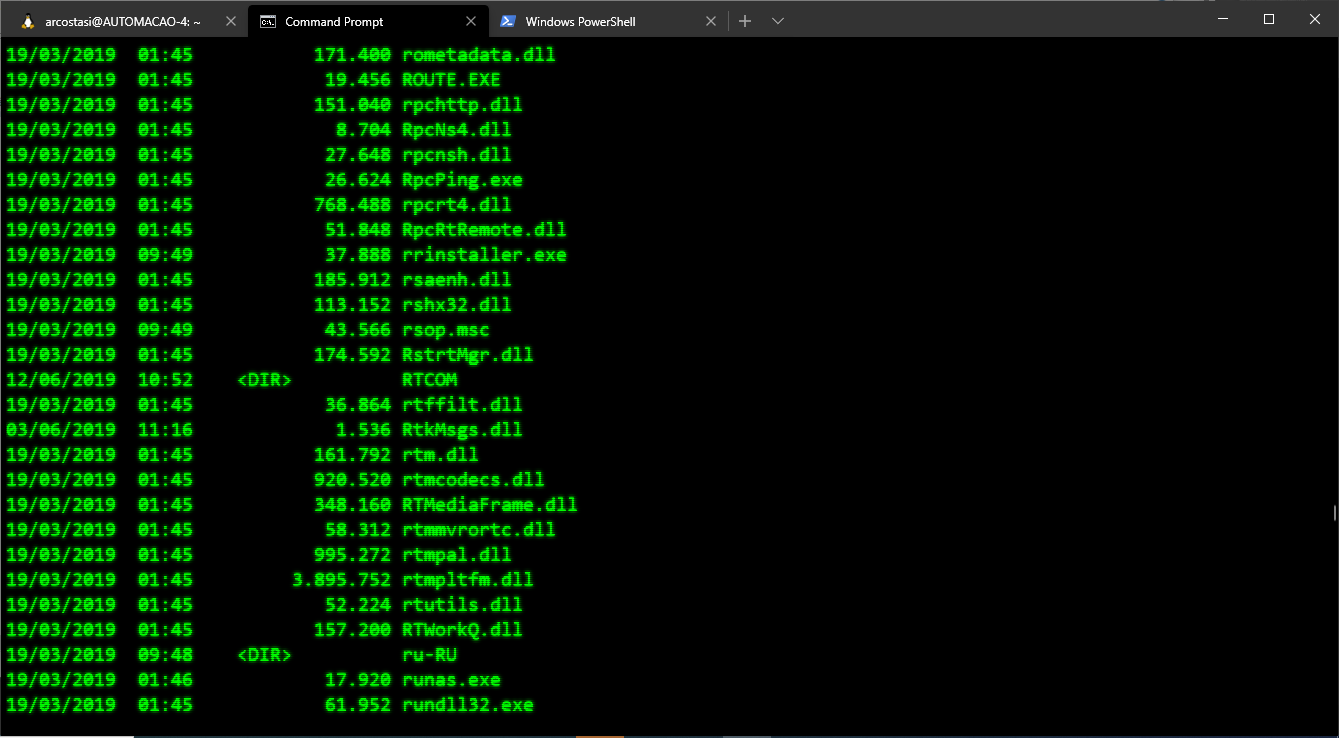 arcostasi@AUTOMACAO-4: ~ Command Prompt Windows PowerShell
19/03/2019 01:45 171.400 rometadata.dll
19/03/2019 01:45 19.456 ROUTE.EXE
19/03/2019 01:45 151.040 rpchttp.dll
19/03/2019 01:45 8.704 RpcNs4.dll
19/03/2019 01:45 27.648 rpcnsh.dll
19/03/2019 01:45 26.624 RpcPing.exe
19/03/2019 01:45 768.488 rpcrt4.dll
19/03/2019 01:45 51.848 RpcRtRemote.dll
19/03/2019 09:49 37.888 rrinstaller.exe
19/03/2019 01:45 185.912 rsaenh.dll
19/03/2019 01:45 113.152 rshx32.dll
19/03/2019 09:49 43.566 rsop.msc
19/03/2019 01:45 174.592 RstrtMgr.dll
12/06/2019 10:52 <DIR> RTCOM
19/03/2019 01:45 36.864 rtffilt.dll
03/06/2019 11:16 1.536 RtkMsgs.dll
19/03/2019 01:45 161.792 rtm.dll
19/03/2019 01:45 920.520 rtmcodecs.dll
19/03/2019 01:45 348.160 RTMediaFrame.dll
19/03/2019 01:45 58.312 rtmmvrortc.dll
19/03/2019 01:45 995.272 rtmpal.dll
19/03/2019 01:45 3.895.752 rtmpltfm.dll
19/03/2019 01:45 52.224 rtutils.dll
19/03/2019 01:45 157.200 RTWorkQ.dll
19/03/2019 09:48 <DIR> ru-RU
19/03/2019 01:46 17.920 runas.exe
19/03/2019 01:45 61.952 rundll32.exe